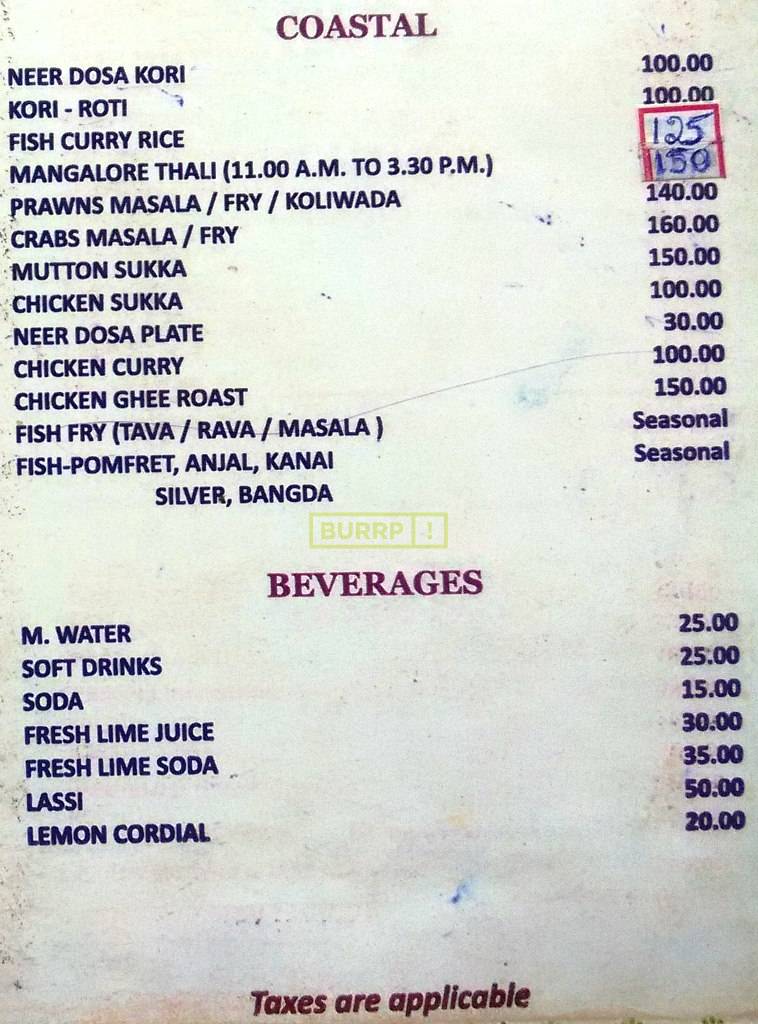 COASTAL
NEER DOSA KORI 100.00
KORI - ROTI 100.00
FISH CURRY RICE 125
MANGALORE THALI (11.00 A.M. TO 3.30 P.M.) 150
PRAWNS MASALA / FRY / KOLIWADA 140.00
CRABS MASALA / FRY 160.00
MUTTON SUKKA 150.00
CHICKEN SUKKA 100.00
NEER DOSA PLATE 30.00
CHICKEN CURRY 100.00
CHICKEN GHEE ROAST 150.00
FISH FRY (TAVA / RAVA / MASALA ) Seasonal
FISH-POMFRET, ANJAL, KANAI Seasonal
SILVER, BANGDA
BURRP !
BEVERAGES
M. WATER 25.00
SOFT DRINKS 25.00
SODA 15.00
FRESH LIME JUICE 30.00
FRESH LIME SODA 35.00
LASSI 50.00
LEMON CORDIAL 20.00
Taxes are applicable